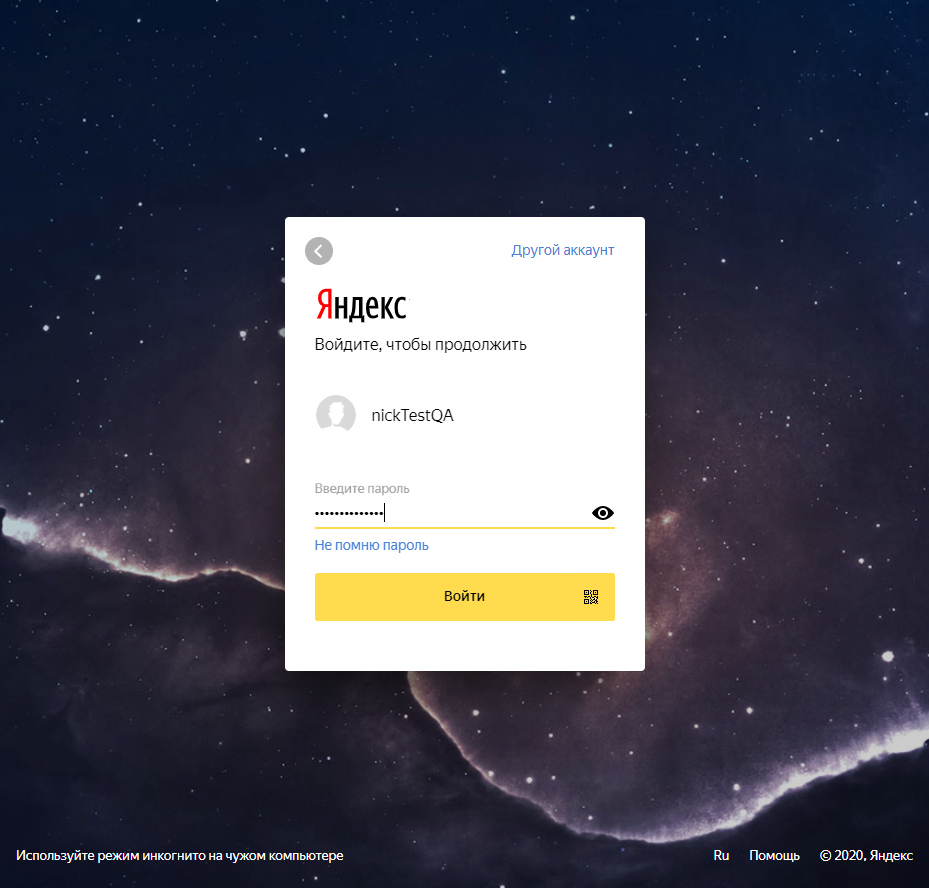 Другой аккаунт
Яндекс
Войдите, чтобы продолжить
nickTestQA
Введите пароль
••••••••••••••
Не помню пароль
Войти
Используйте режим инкогнито на чужом компьютере
Ru Помощь © 2020, Яндекс